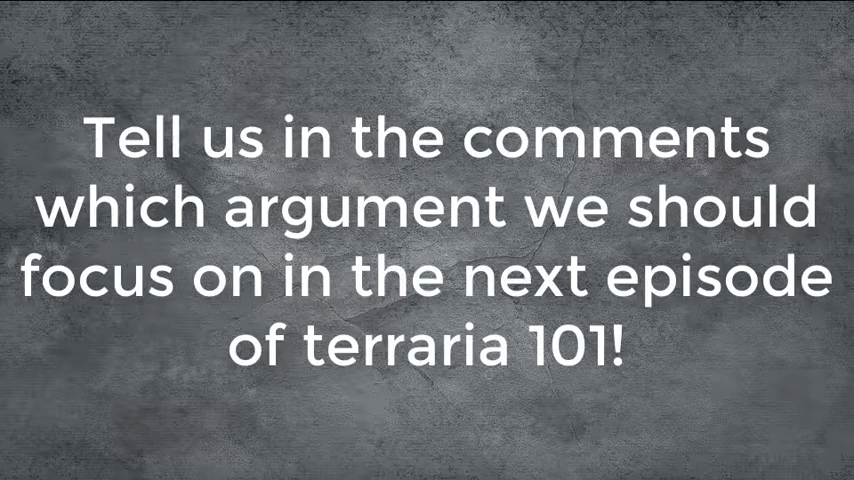 Tell us in the comments
which argument we should
focus on in the next episode
of terraria 101!